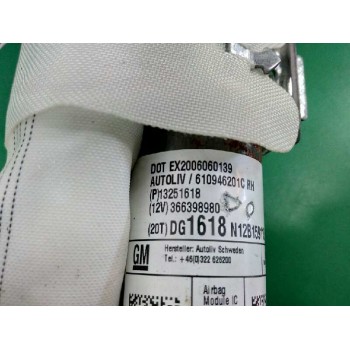 DOT EX2006060139
AUTOLIV / 610946201C RH
(P)13251618
(12V) 366398980
(20T) DG1618
GM
Hersteller: Autoliv Schweden,
Tel.: +46(0)322 626200
Airbag
Module IC